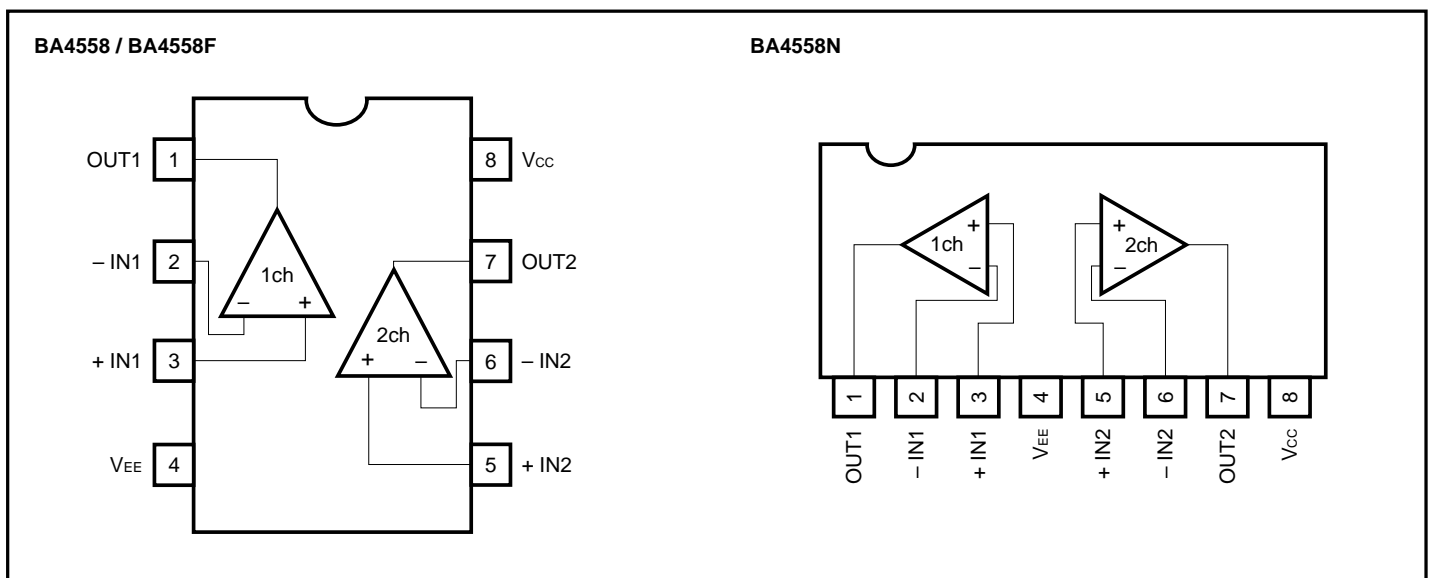 BA4558 / BA4558F
OUT1 1
– IN1 2
+ IN1 3
VEE 4
8 VCC
7 OUT2
6 – IN2
5 + IN2
1ch
– +
2ch
+ –
BA4558N
+
1ch
–
+
2ch
–
1 2 3 4 5 6 7 8
OUT1
– IN1
+ IN1
VEE
+ IN2
– IN2
OUT2
VCC